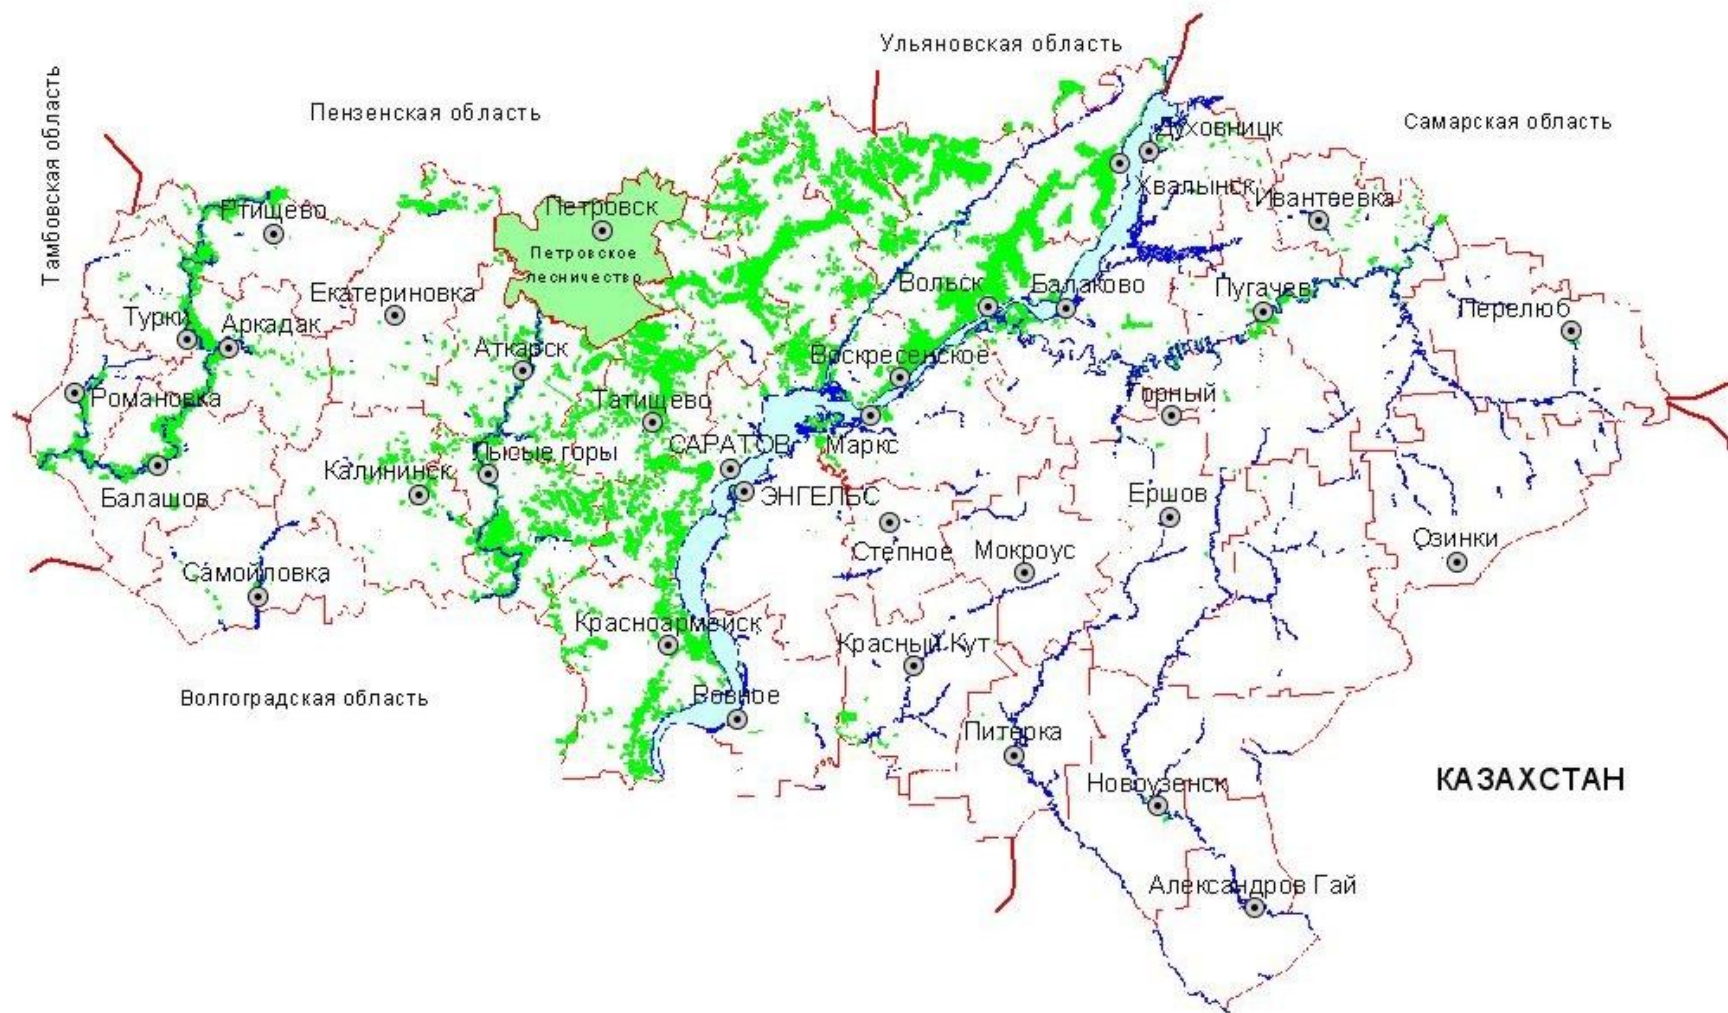 Ульяновская область
Тамбовская область
Пензенская область
Самарская область
Духовницк
Хвалынск
Ивантеевка
Ртищево
Петровск
Петровское
лесничество
Екатериновка
Вольск
Балаково
Пугачев
Перелюб
Турки
Аркадак
Аткарск
Воскресенское
Романовка
Татищево
Горный
Маркс
САРАТОВ
Лысые горы
Калининск
Балашов
ЭНГЕЛЬС
Ершов
Степное
Мокроус
Озинки
Самойловка
Красноармейск
Красный Кут
Волгоградская область
Ровное
Питерка
Новоузенск
КАЗАХСТАН
Александров Гай